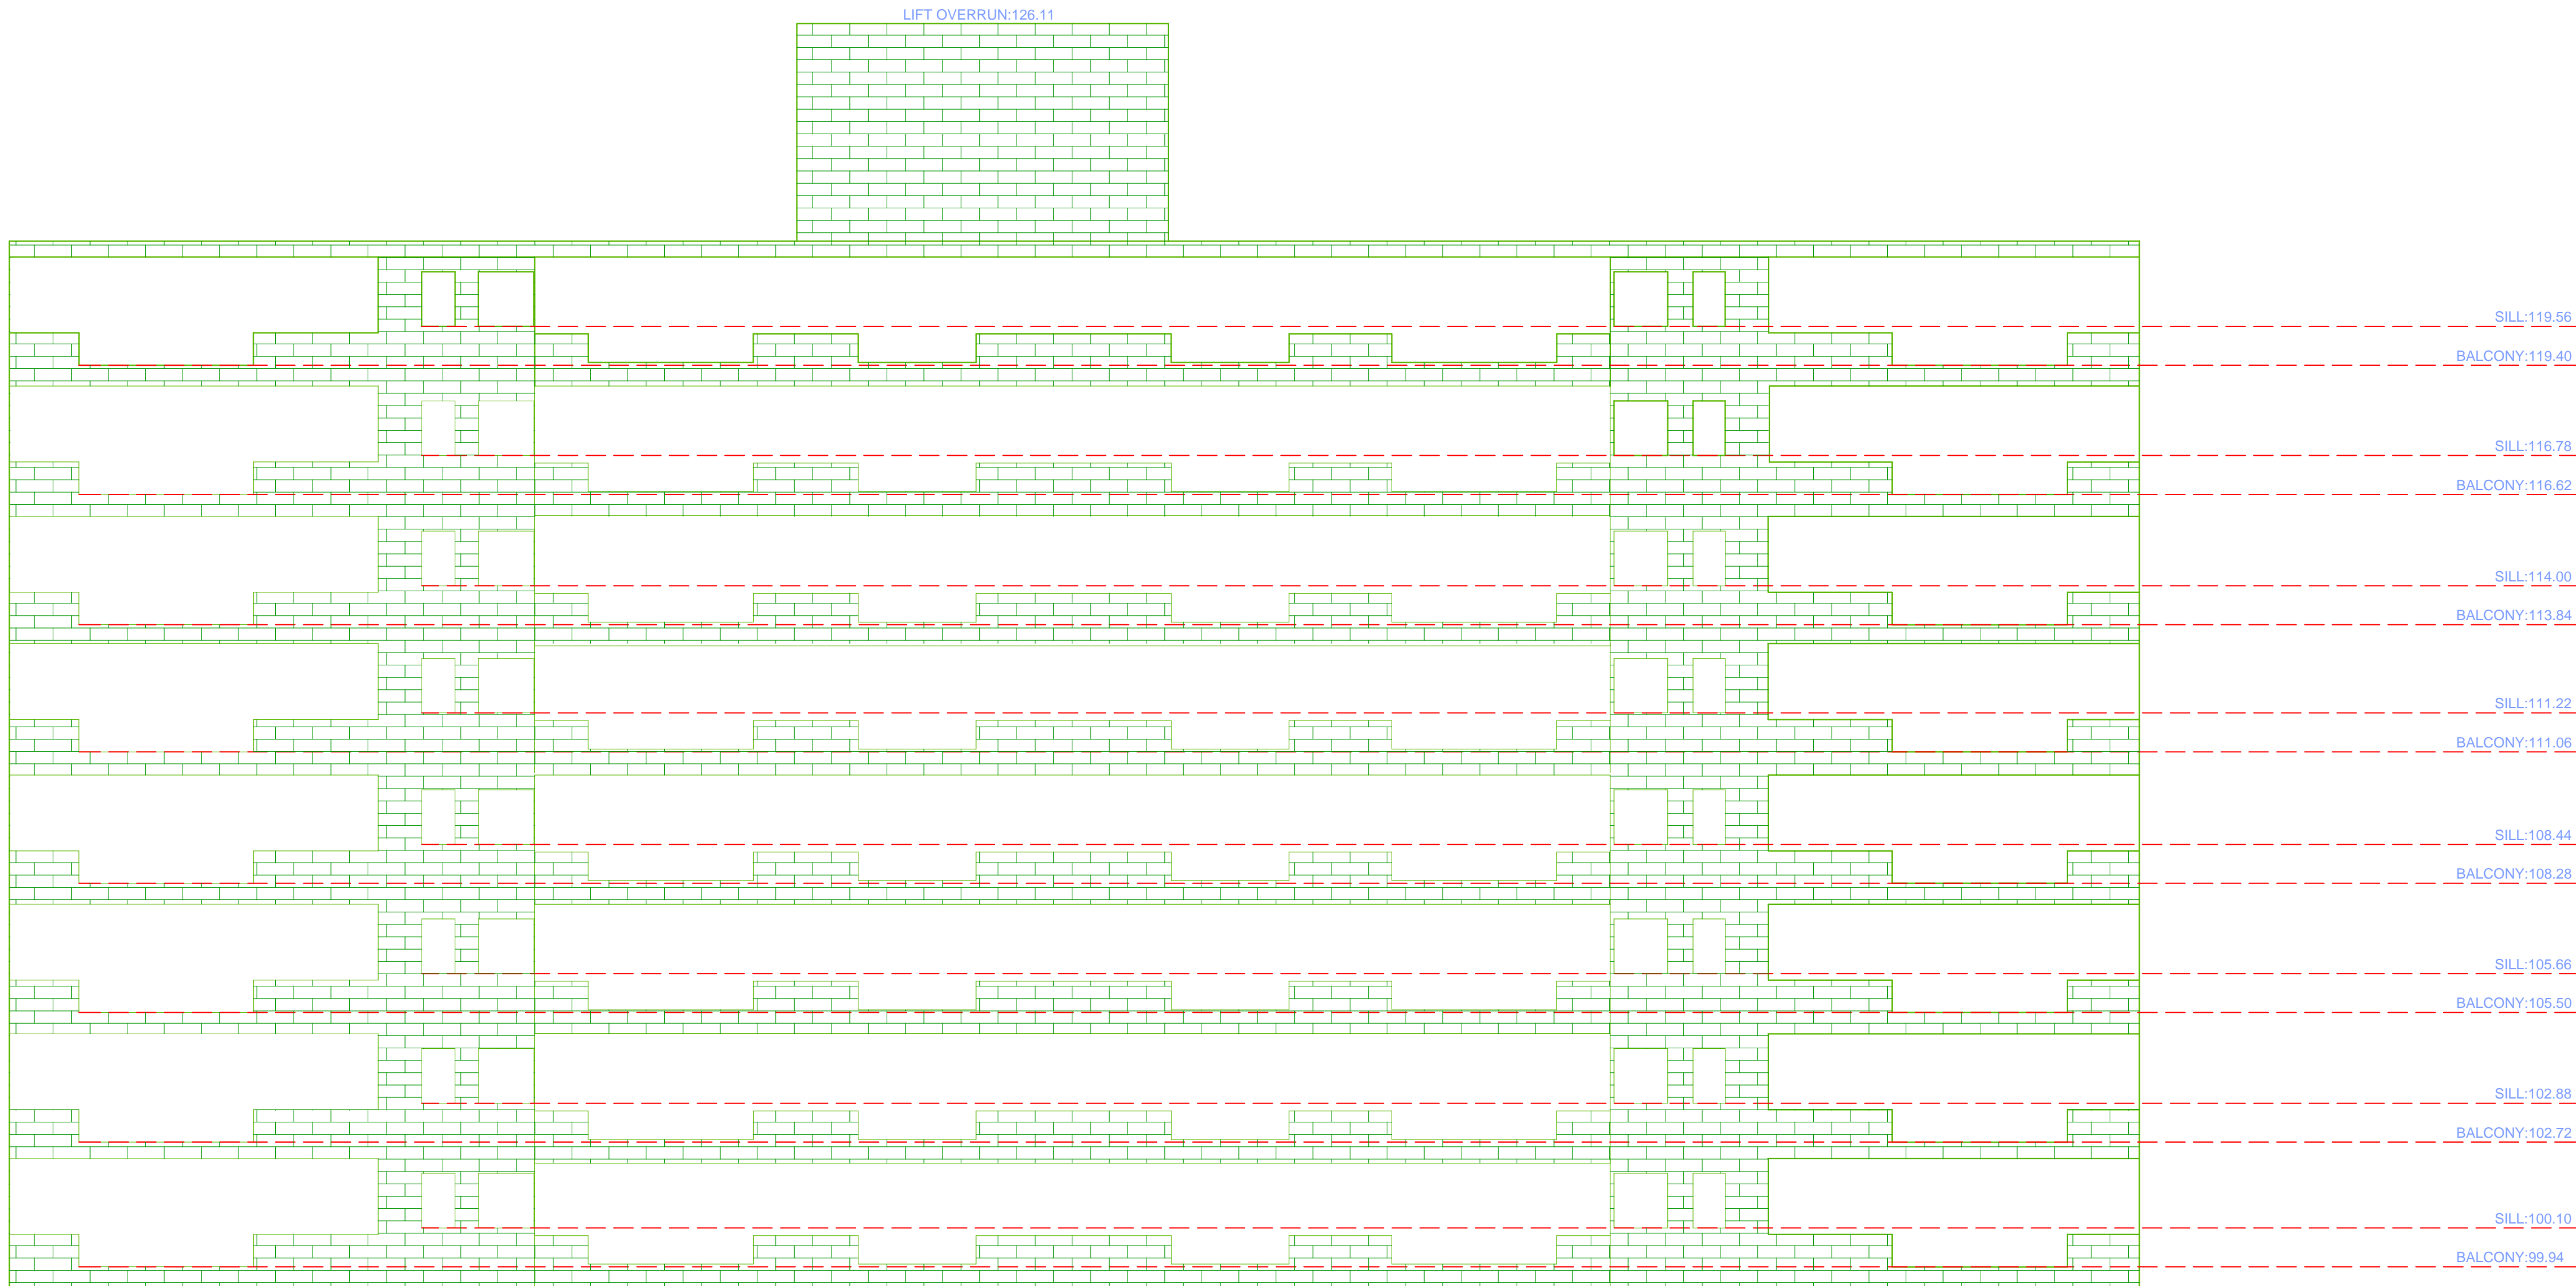 LIFT OVERRUN:126.11
SILL:119.56
BALCONY:119.40
SILL:116.78
BALCONY:116.62
SILL:114.00
BALCONY:113.84
SILL:111.22
BALCONY:111.06
SILL:108.44
BALCONY:108.28
SILL:105.66
BALCONY:105.50
SILL:102.88
BALCONY:102.72
SILL:100.10
BALCONY:99.94